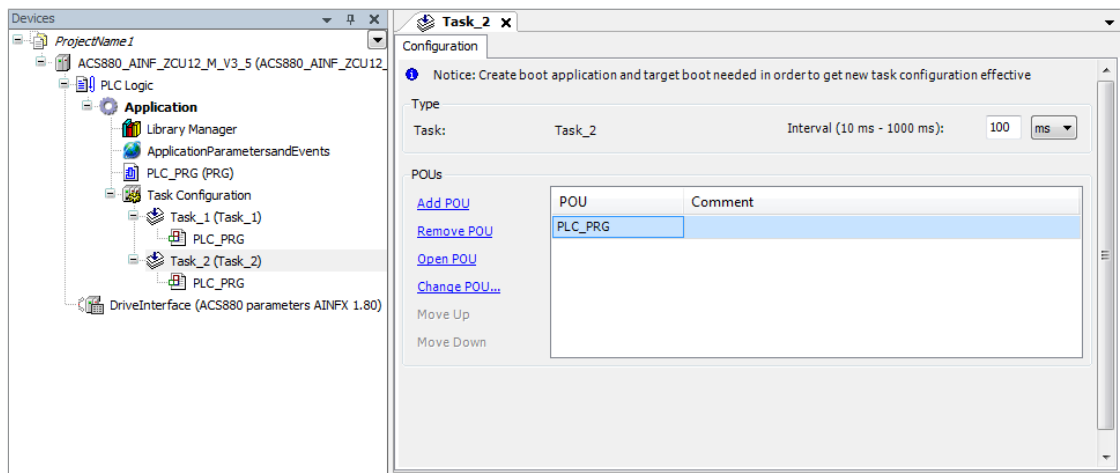 Devices
ProjectName1
ACS880_AINF_ZCU12_M_V3_5 (ACS880_AINF_ZCU12_
PLC Logic
Application
Library Manager
ApplicationParametersandEvents
PLC_PRG (PRG)
Task Configuration
Task_1 (Task_1)
PLC_PRG
Task_2 (Task_2)
PLC_PRG
DriveInterface (ACS880 parameters AINFX 1.80)
Task_2
Configuration
Notice: Create boot application and target boot needed in order to get new task configuration effective
Type
Task: Task_2 Interval (10 ms - 1000 ms): 100 ms
POUs
Add POU
Remove POU
Open POU
Change POU...
Move Up
Move Down
POU Comment
PLC_PRG